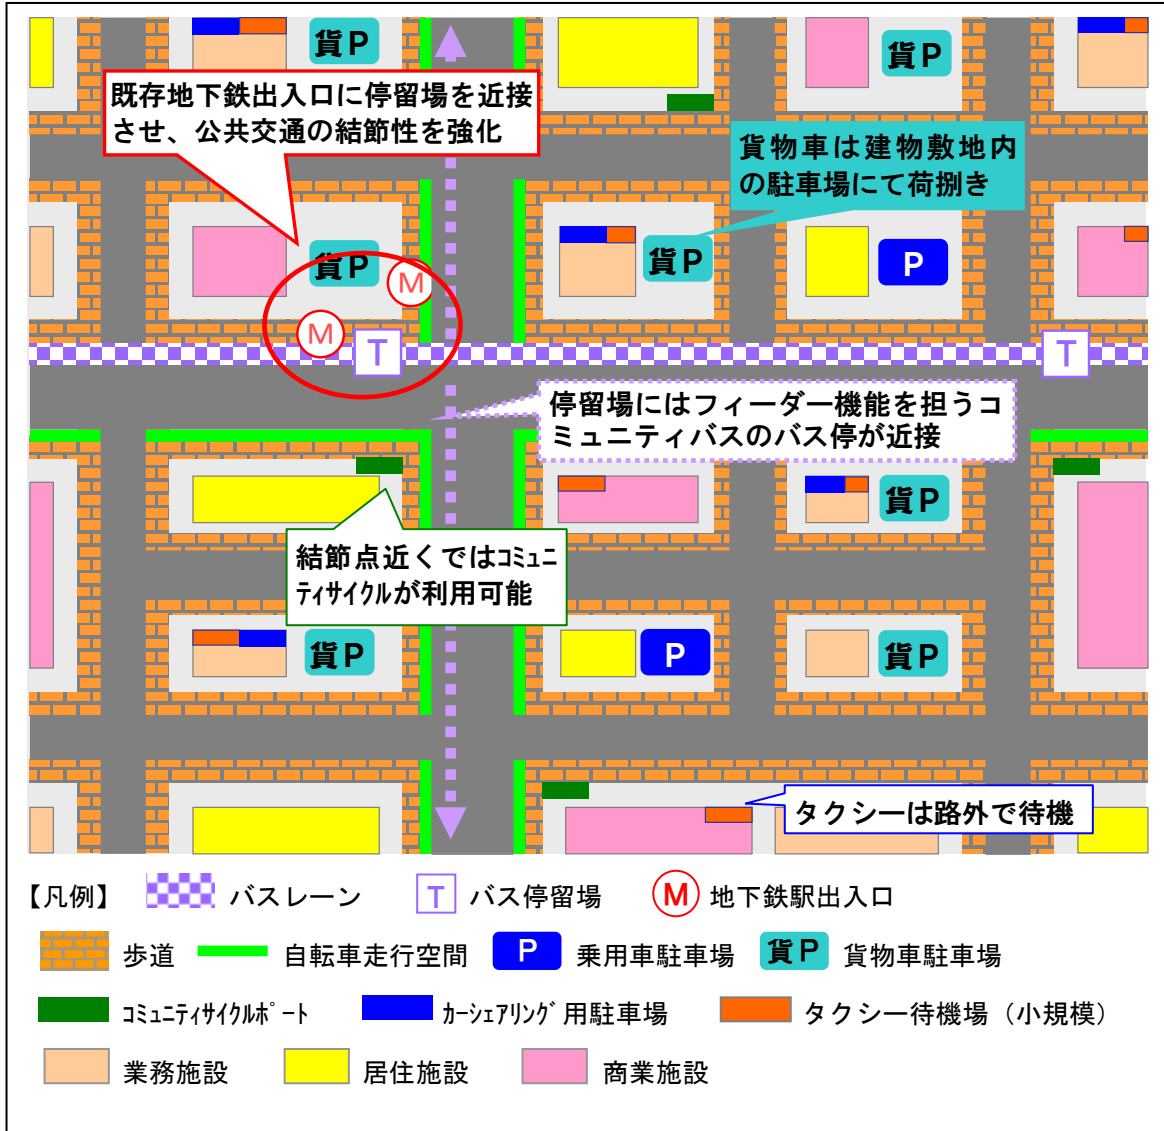 貨P
貨P
既存地下鉄出入口に停留場を近接
させ、公共交通の結節性を強化
貨物車は建物敷地内
の駐車場にて荷捌き
貨P
M
貨P
P
M
T
T
停留場にはフィーダー機能を担うコ
ミュニティバスのバス停が近接
貨P
結節点近くではｺﾐｭﾆ
ﾃｨｻｲｸﾙが利用可能
貨P
P
貨P
タクシーは路外で待機
【凡例】 バスレーン T バス停留場 M 地下鉄駅出入口
歩道 自転車走行空間 P 乗用車駐車場 貨P 貨物車駐車場
ｺﾐｭﾆﾃｨｻｲｸﾙﾎﾟｰﾄ ｶｰｼｪｱﾘﾝｸﾞ用駐車場 タクシー待機場（小規模）
業務施設 居住施設 商業施設